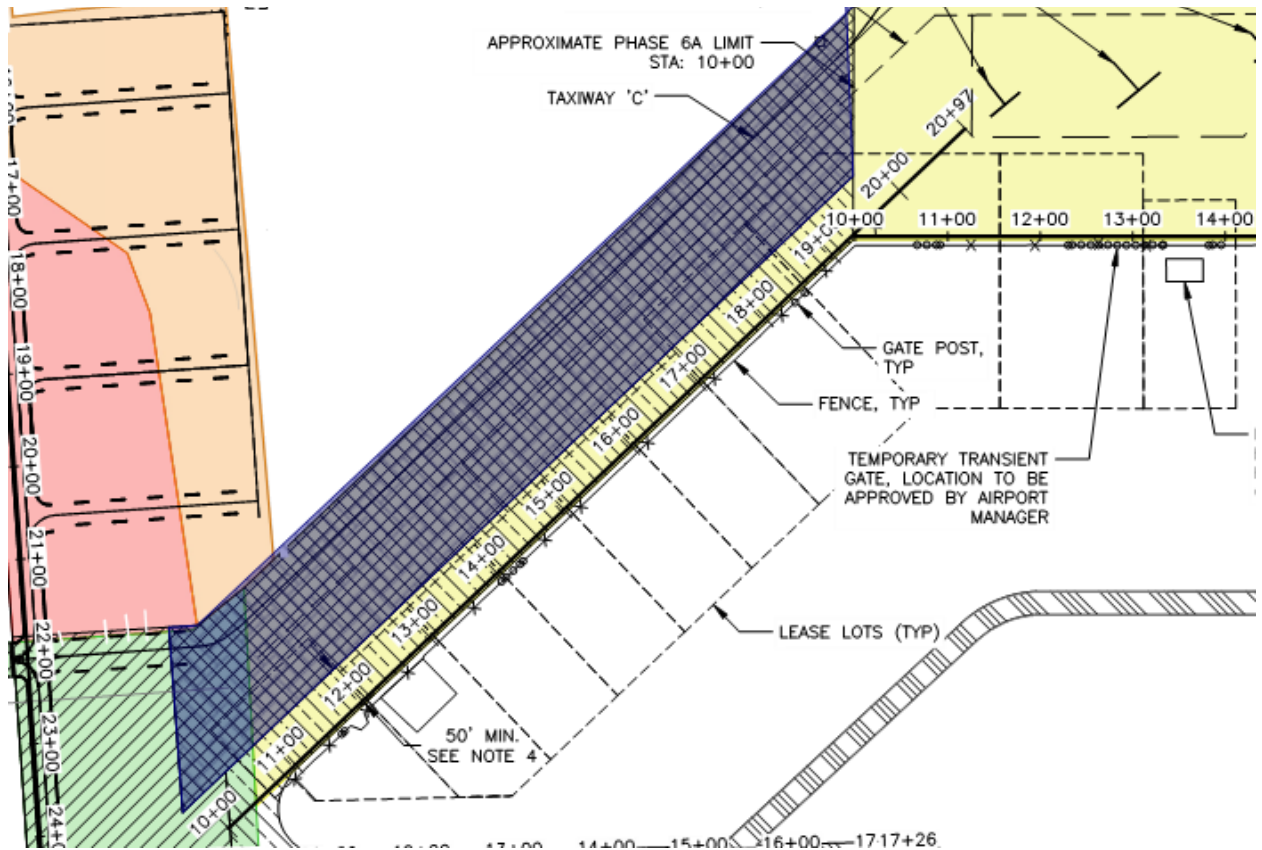 APPROXIMATE PHASE 6A LIMIT
STA: 10+00
TAXIWAY 'C'
17+00
18+00
19+00
20+00
21+00
22+00
23+00
10+00
11+00
12+00
13+00
14+00
15+00
16+00
17+00
18+00
20+00
20+97
10+00
11+00
12+00
13+00
14+00
GATE POST,
TYP
FENCE, TYP
TEMPORARY TRANSIENT
GATE, LOCATION TO BE
APPROVED BY AIRPORT
MANAGER
LEASE LOTS (TYP)
50' MIN.
SEE NOTE 4
14+00
15+00
16+00
17+26